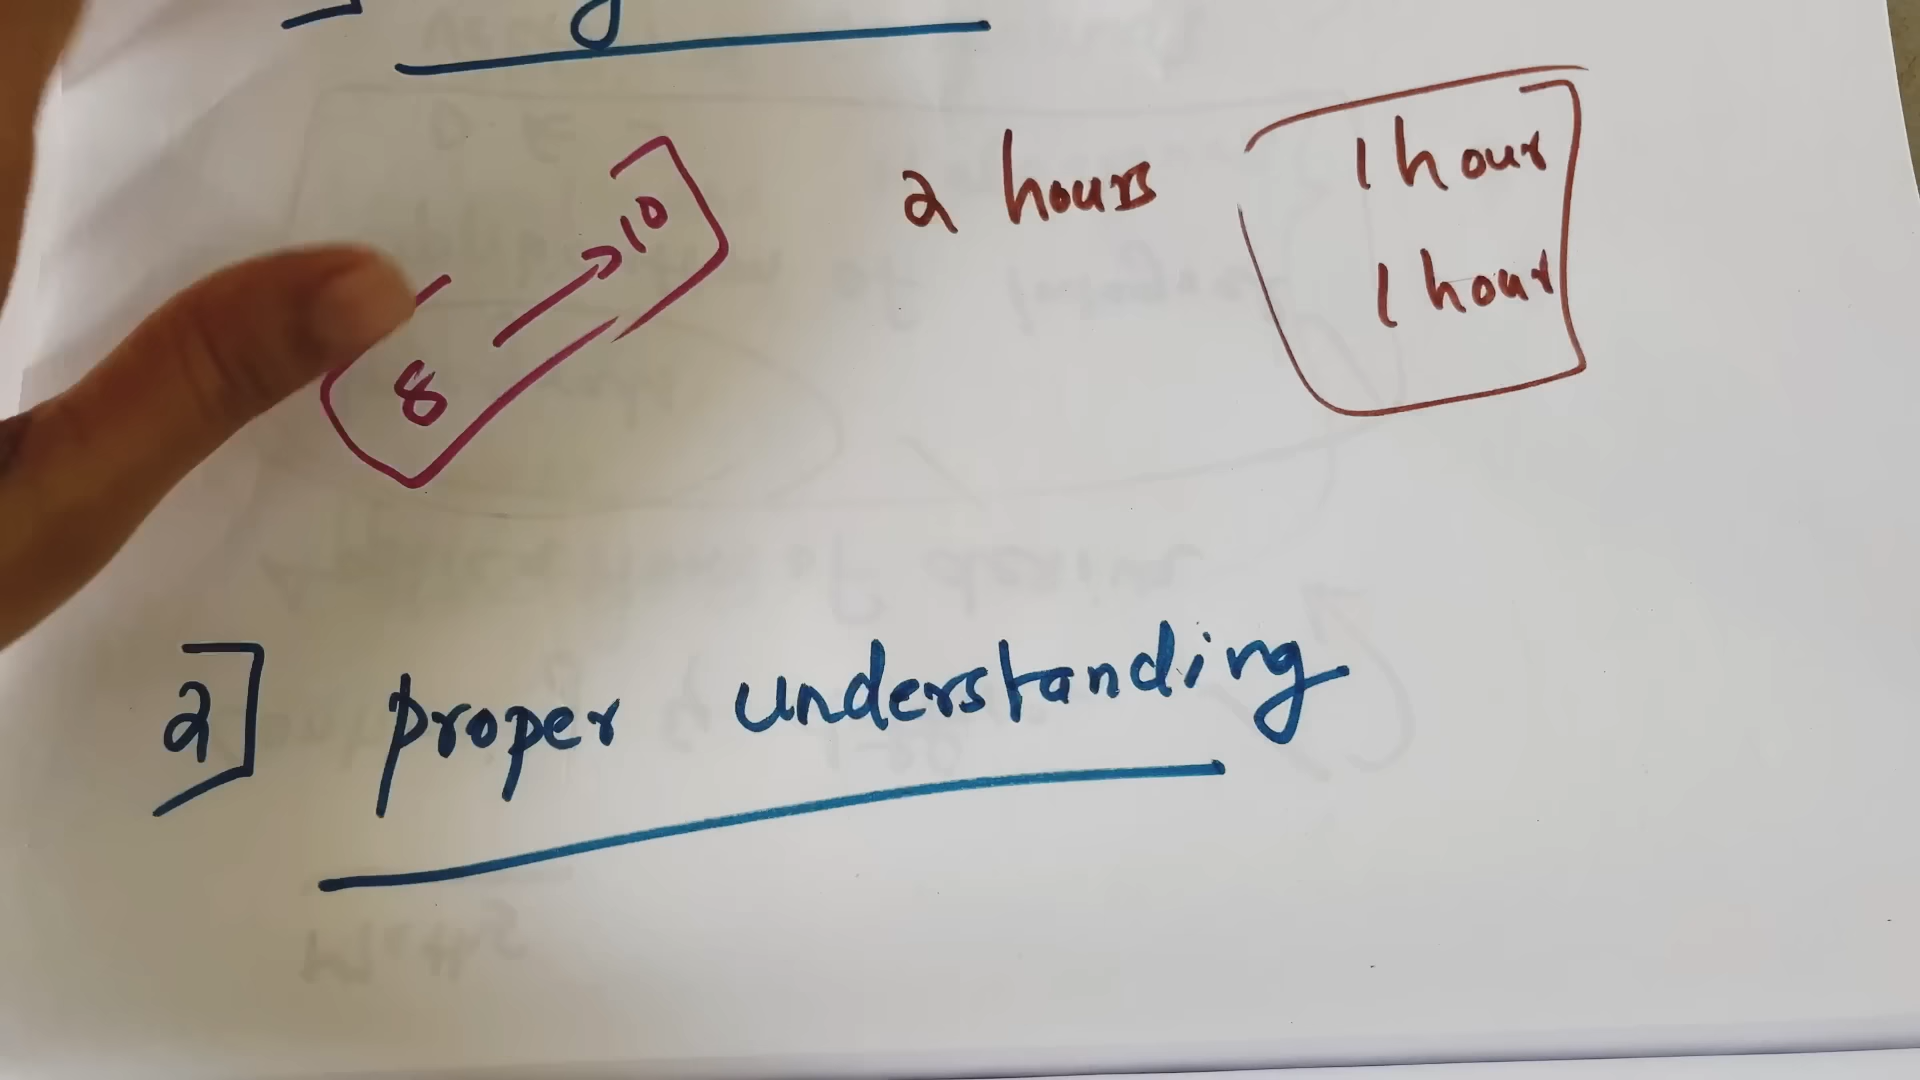 2 hours
1 hour
1 hour
8 → 10
2] proper understanding